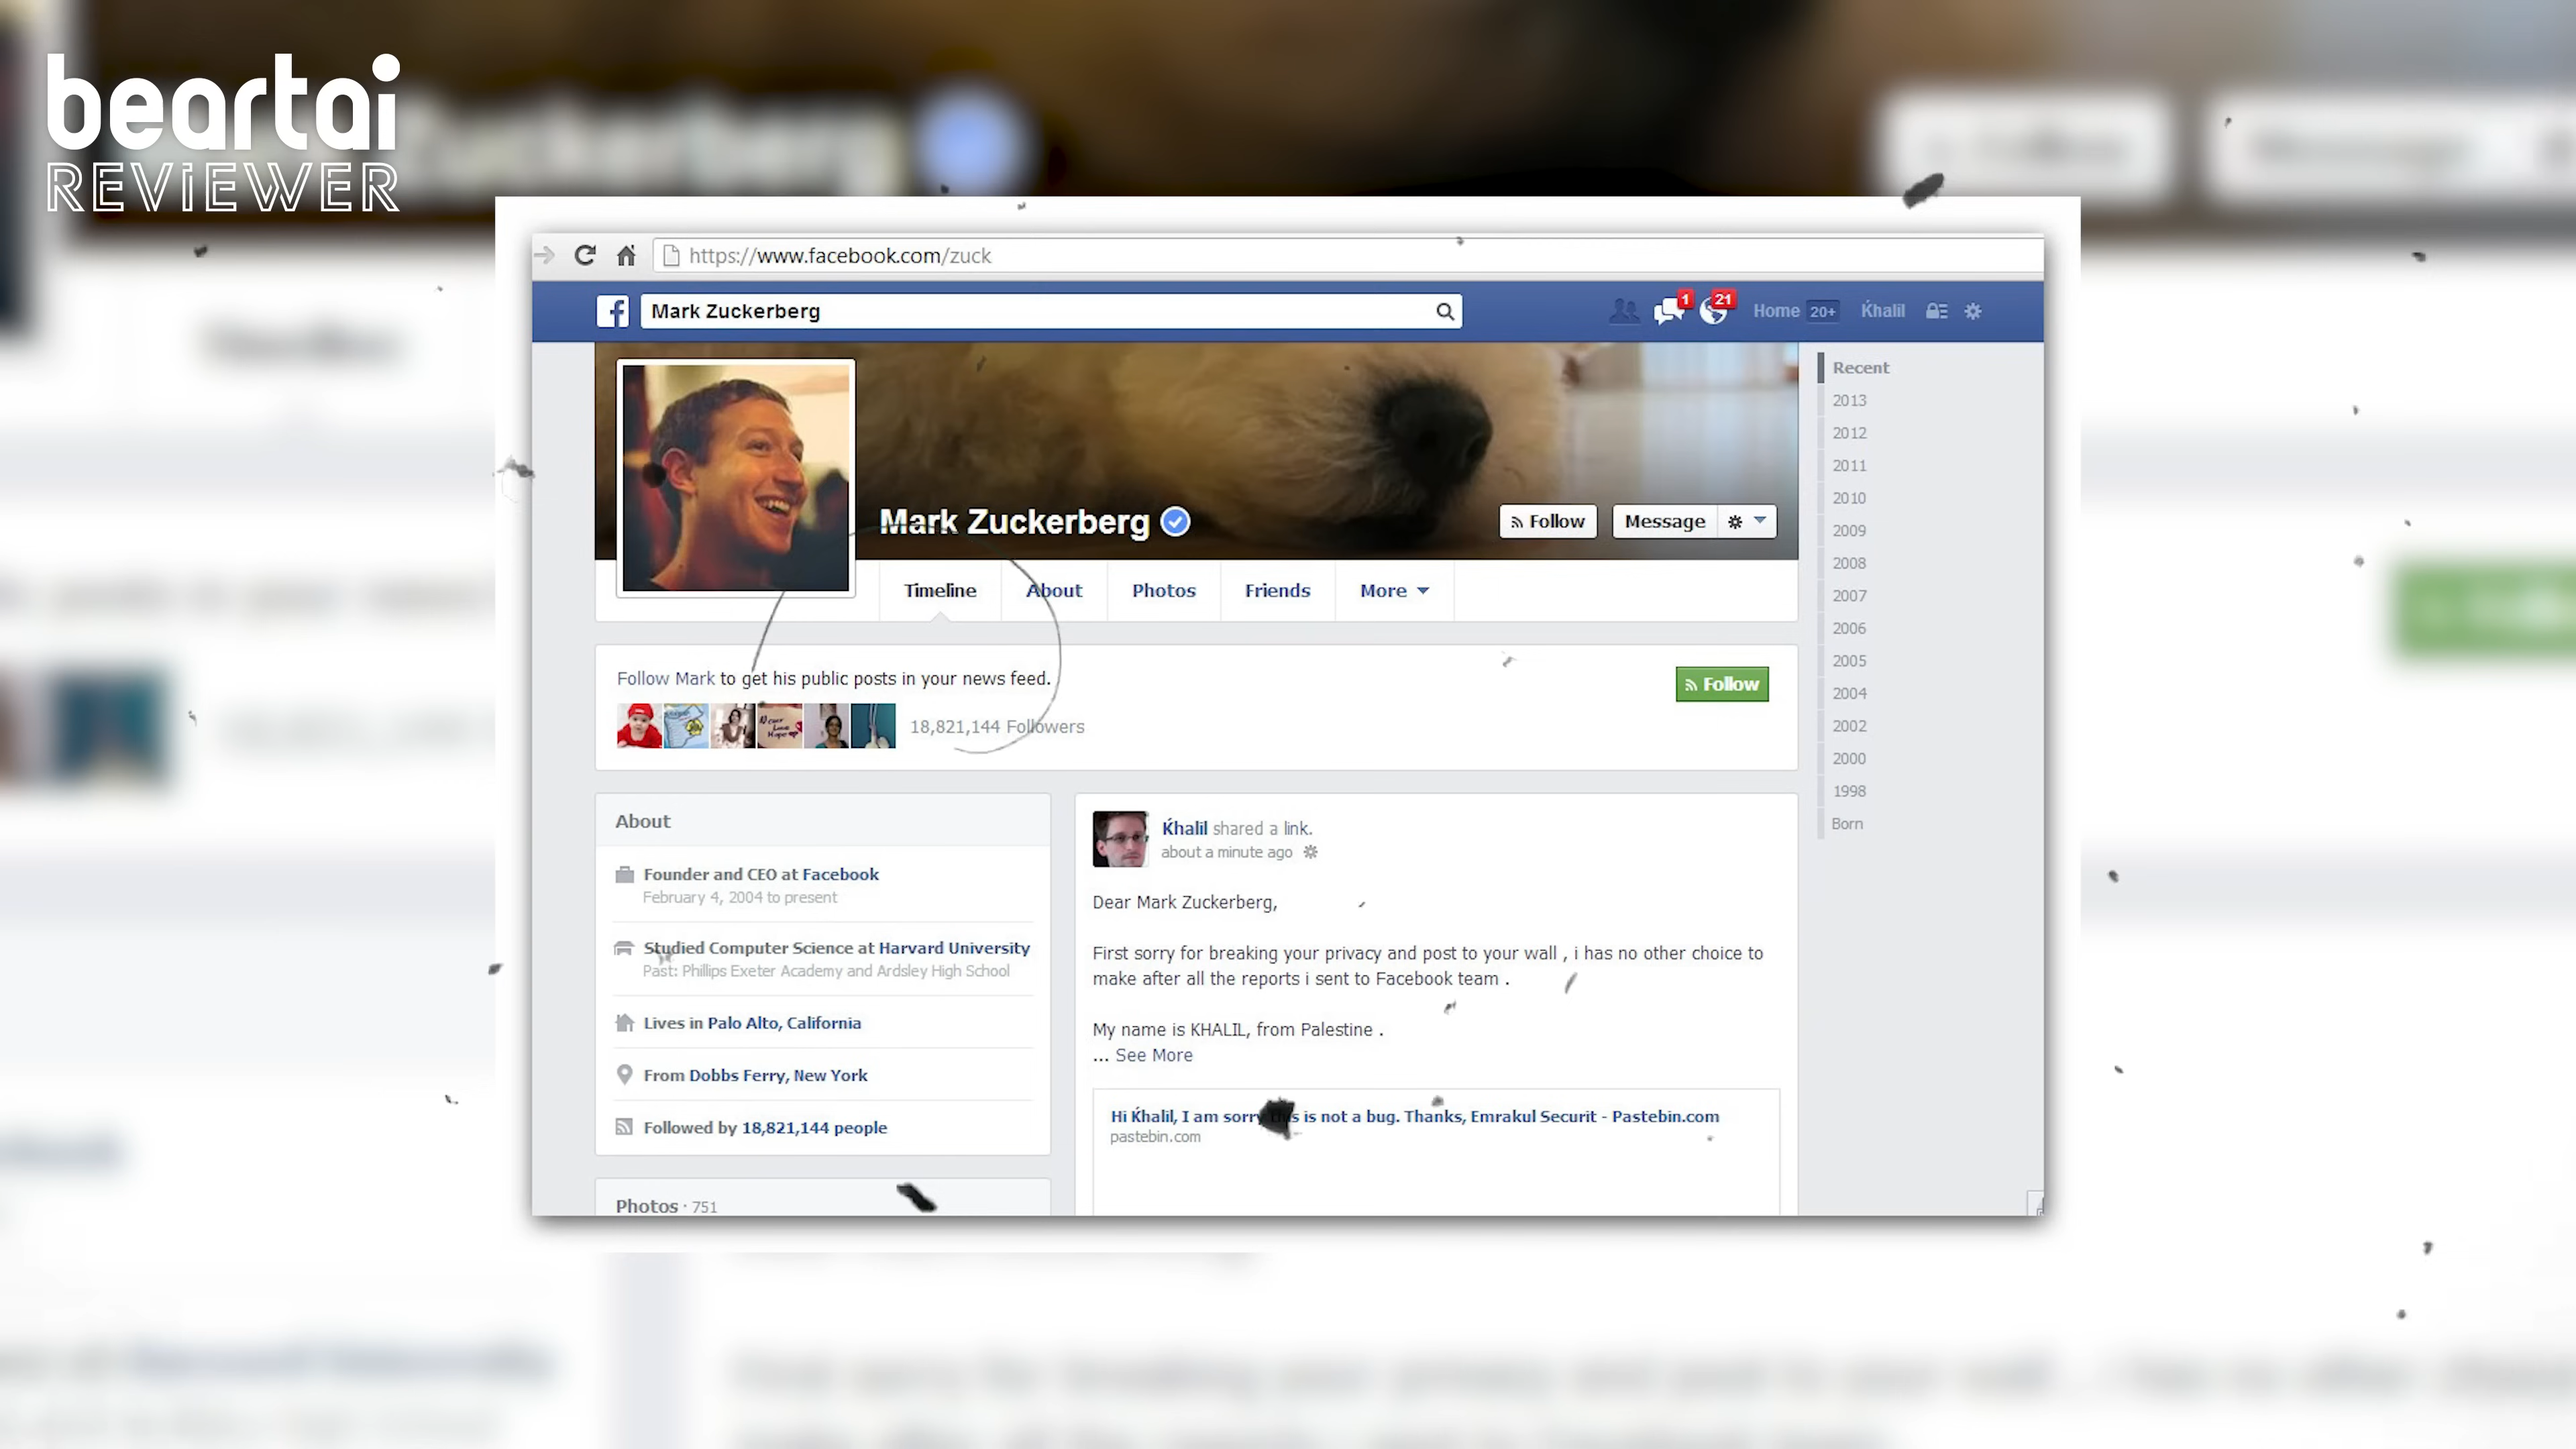 beartai
REVIEWER
https://www.facebook.com/zuck
Mark Zuckerberg
1
21
Home 20+
Ḱhalil
Mark Zuckerberg
Follow
Message
Timeline
About
Photos
Friends
More
Follow Mark to get his public posts in your news feed.
Follow
18,821,144 Followers
About
Founder and CEO at Facebook
February 4, 2004 to present
Studied Computer Science at Harvard University
Past: Phillips Exeter Academy and Ardsley High School
Lives in Palo Alto, California
From Dobbs Ferry, New York
Followed by 18,821,144 people
Photos · 751
Ḱhalil shared a link.
about a minute ago
Dear Mark Zuckerberg,
First sorry for breaking your privacy and post to your wall , i has no other choice to
make after all the reports i sent to Facebook team .
My name is KHALIL, from Palestine .
... See More
Hi Ḱhalil, I am sorry this is not a bug. Thanks, Emrakul Securit - Pastebin.com
pastebin.com
Recent
2013
2012
2011
2010
2009
2008
2007
2006
2005
2004
2002
2000
1998
Born